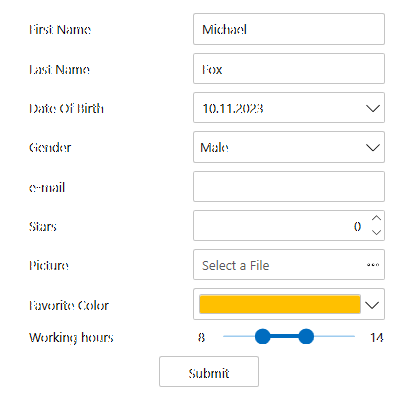 First Name Michael
Last Name Fox
Date Of Birth 10.11.2023
Gender Male
e-mail
Stars 0
Picture Select a File ...
Favorite Color
Working hours 8 14
Submit